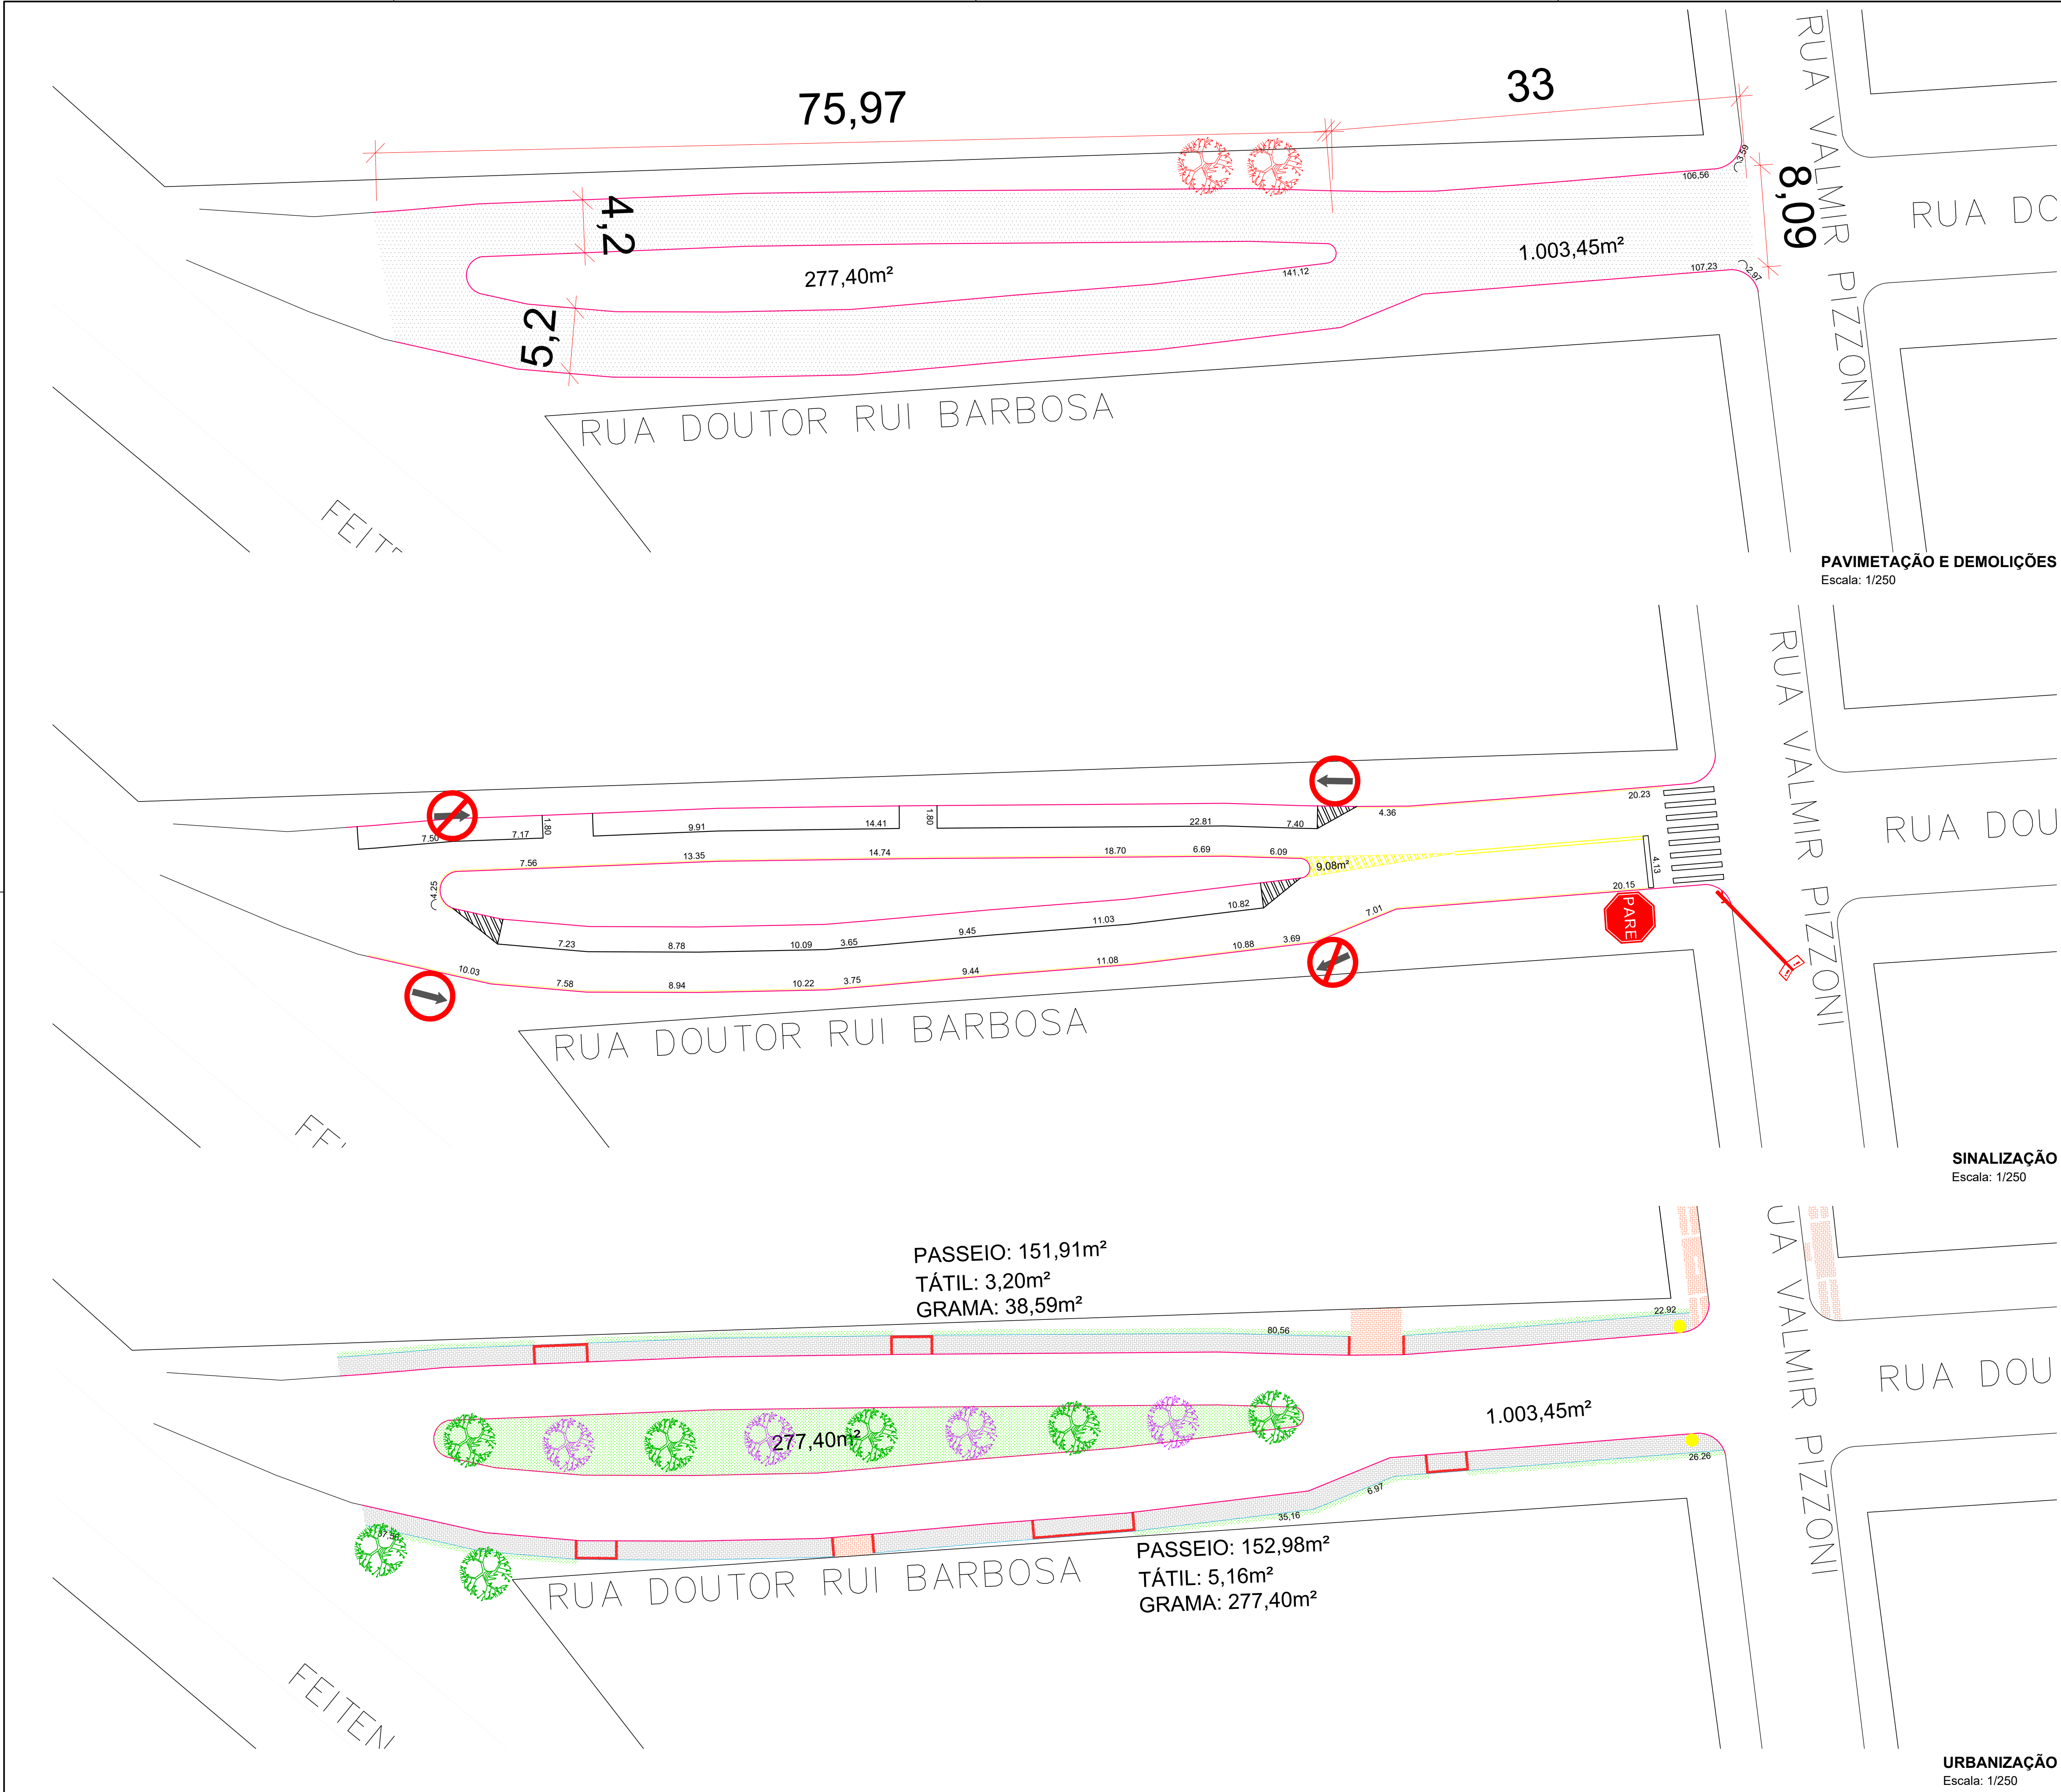 75,97
33
RUA VALMIR PIZZONI
4,2
3.59
106,56
8,09
RUA DO
277,40m²
141,12
1.003,45m²
107,23
2.97
5,2
RUA DOUTOR RUI BARBOSA
PAVIMETAÇÃO E DEMOLIÇÕES
Escala: 1/250
RUA VALMIR PIZZONI
7.50
7.17
1.80
9.91
14.41
1.80
22.81
7.40
4.36
20.23
RUA DOU
7.56
13.35
14.74
18.70
6.69
6.09
9,08m²
4.13
4.25
20.15
PARE
7.23
8.78
10.09
3.65
9.45
11.03
10.82
7.01
10.03
7.58
8.94
10.22
3.75
9.44
11.08
10.88
3.69
RUA DOUTOR RUI BARBOSA
SINALIZAÇÃO
Escala: 1/250
PASSEIO: 151,91m²
TÁTIL: 3,20m²
GRAMA: 38,59m²
UA VALMIR PIZZONI
80,56
22.92
RUA DOU
277,40m²
1.003,45m²
26.26
6.97
35,16
PASSEIO: 152,98m²
TÁTIL: 5,16m²
GRAMA: 277,40m²
RUA DOUTOR RUI BARBOSA
FEITEN
URBANIZAÇÃO
Escala: 1/250